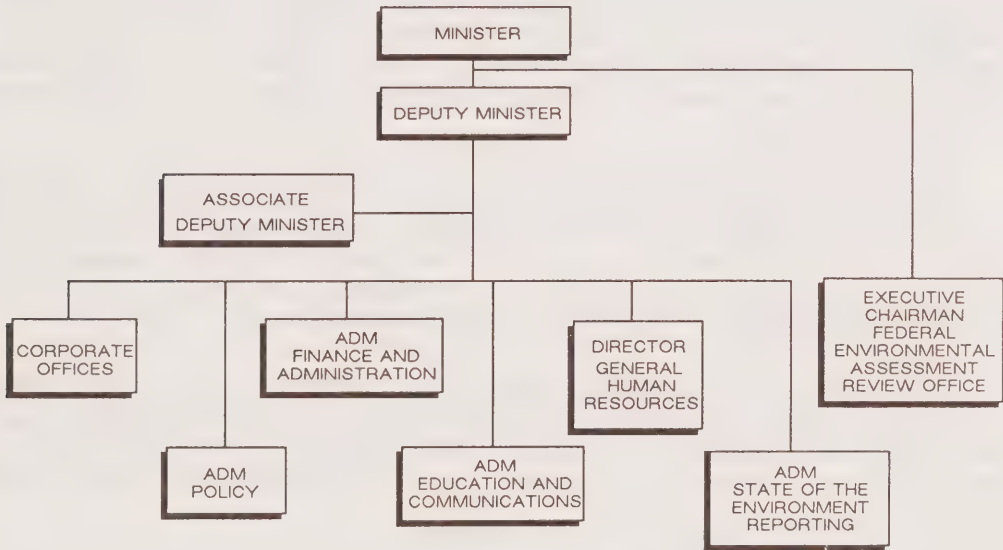 MINISTER
DEPUTY MINISTER
ASSOCIATE
DEPUTY MINISTER
CORPORATE
OFFICES
ADM
FINANCE AND
ADMINISTRATION
DIRECTOR
GENERAL
HUMAN
RESOURCES
EXECUTIVE
CHAIRMAN
FEDERAL
ENVIRONMENTAL
ASSESSMENT
REVIEW OFFICE
ADM
POLICY
ADM
EDUCATION AND
COMMUNICATIONS
ADM
STATE OF THE
ENVIRONMENT
REPORTING